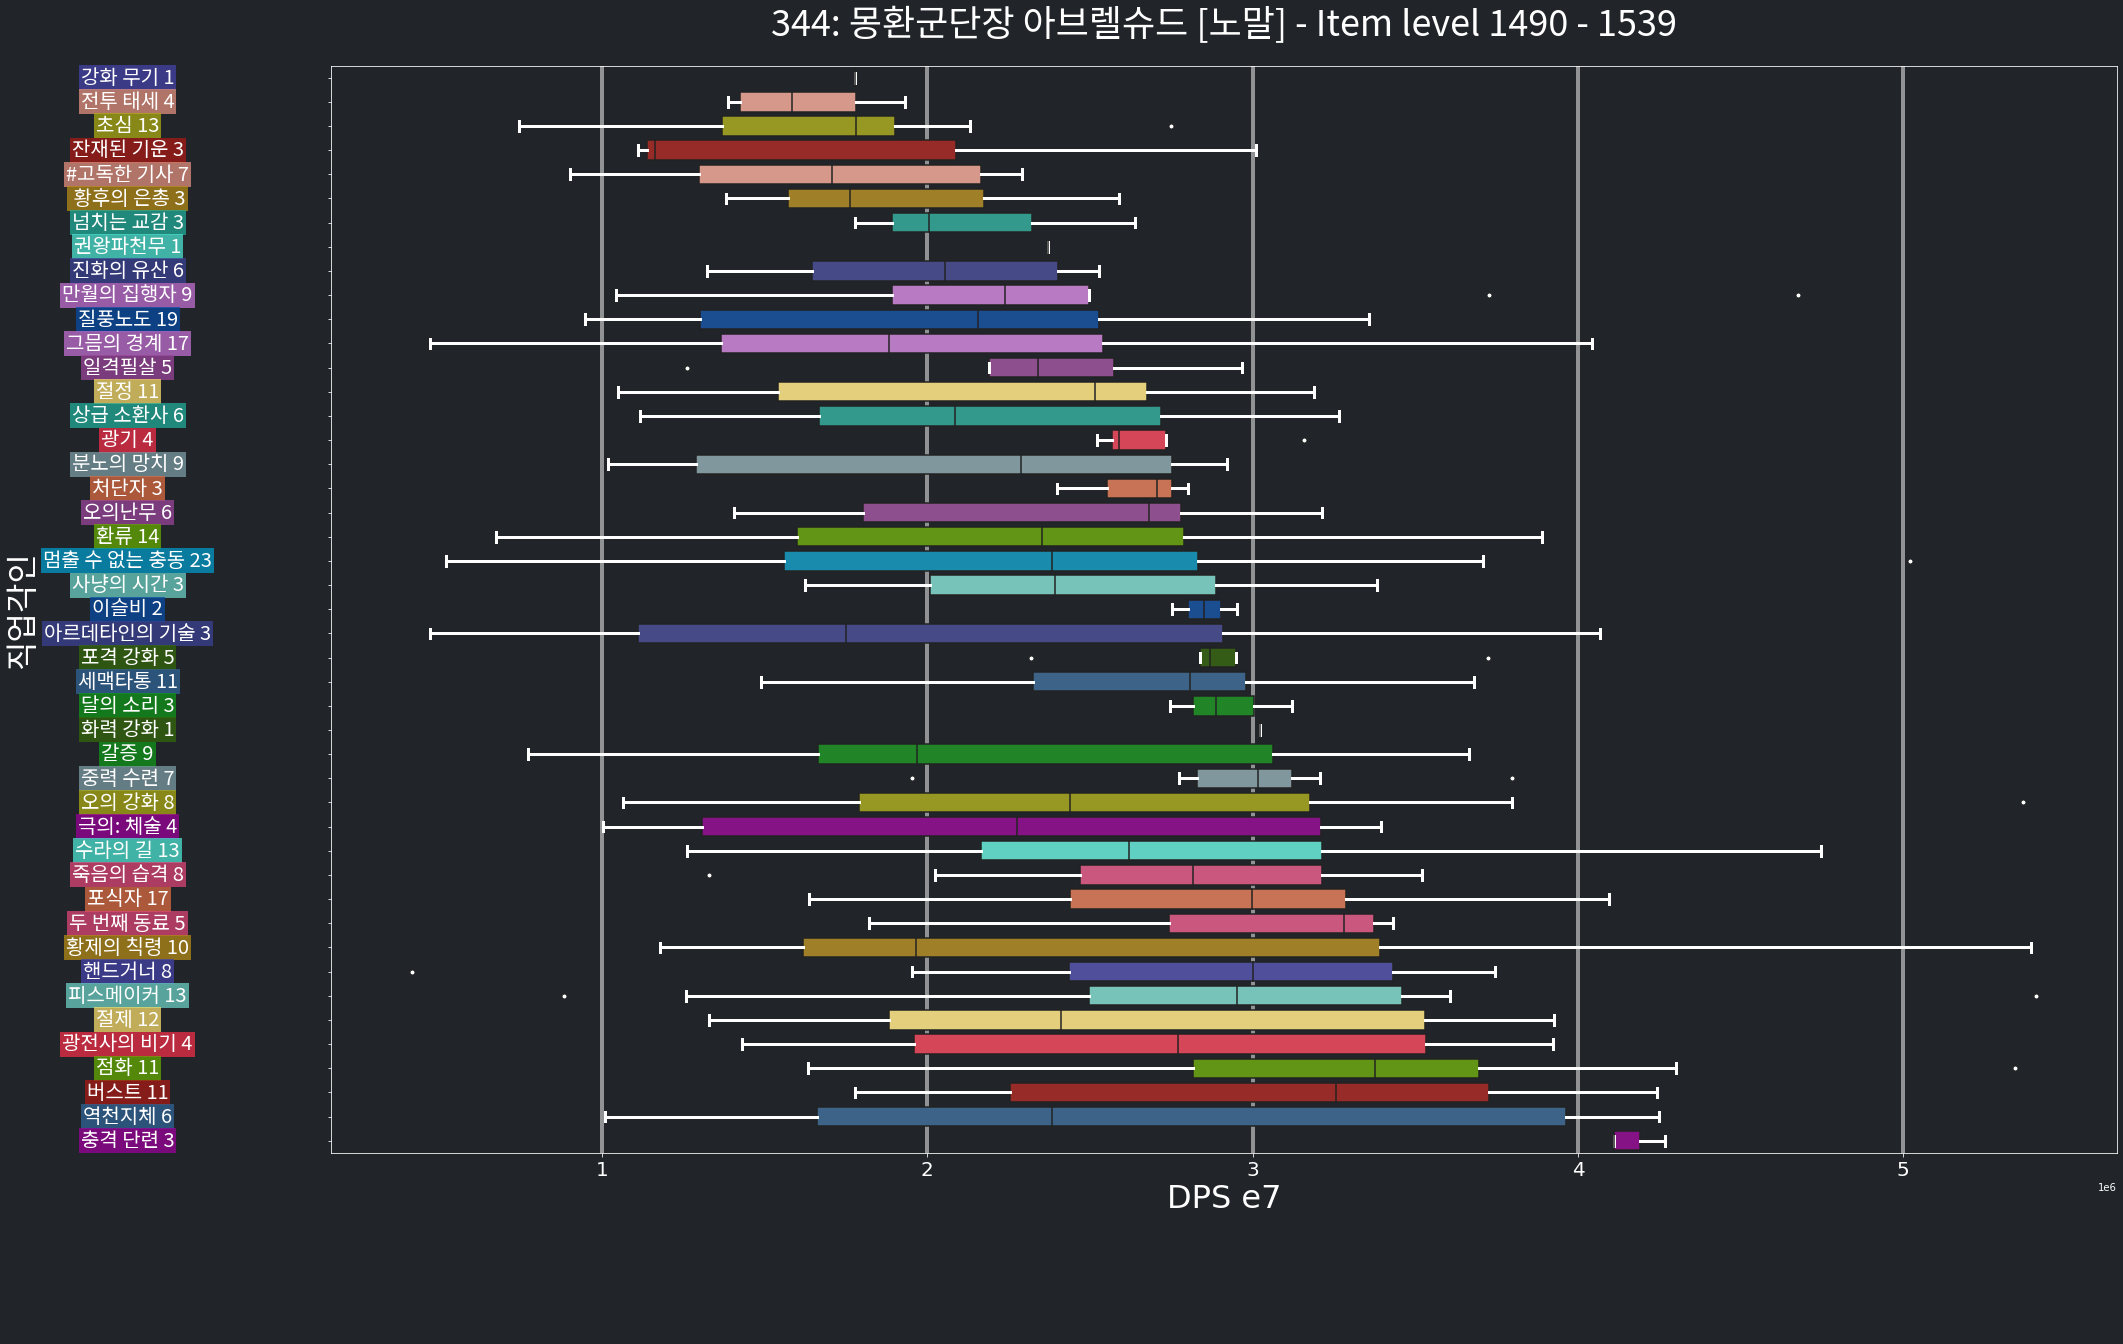 344: 몽환군단장 아브렐슈드 [노말] - Item level 1490 - 1539
강화 무기 1
전투 태세 4
초심 13
잔재된 기운 3
#고독한 기사 7
황후의 은총 3
넘치는 교감 3
권왕파천무 1
진화의 유산 6
만월의 집행자 9
질풍노도 19
그믐의 경계 17
일격필살 5
절정 11
상급 소환사 6
광기 4
분노의 망치 9
처단자 3
오의난무 6
환류 14
멈출 수 없는 충동 23
사냥의 시간 3
이슬비 2
아르데타인의 기술 3
포격 강화 5
세맥타통 11
달의 소리 3
화력 강화 1
갈증 9
중력 수련 7
오의 강화 8
극의: 체술 4
수라의 길 13
죽음의 습격 8
포식자 17
두 번째 동료 5
황제의 칙령 10
핸드거너 8
피스메이커 13
절제 12
광전사의 비기 4
점화 11
버스트 11
역천지체 6
충격 단련 3
직업각인
1 2 3 4 5
1e6
DPS e7